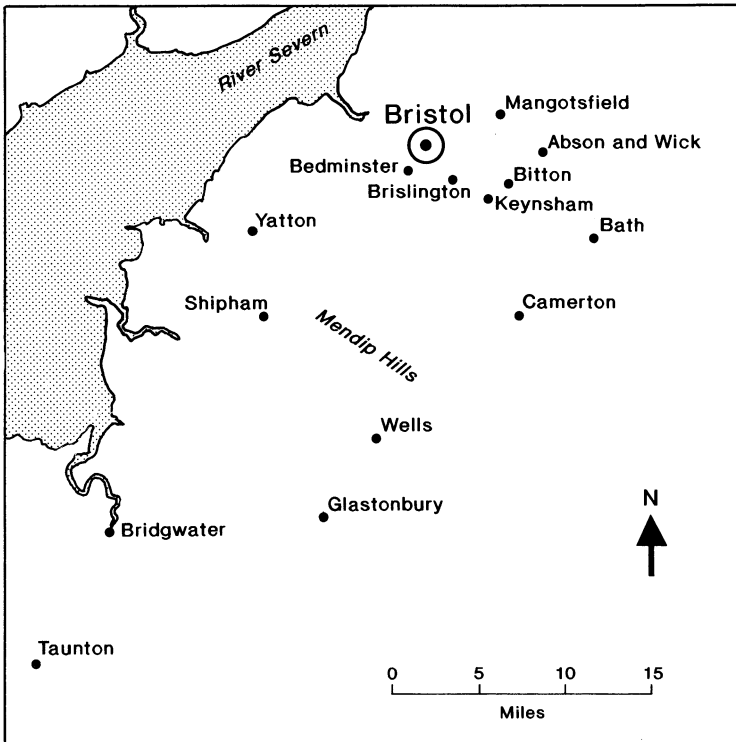 River Severn
Mangotsfield
Bristol
Abson and Wick
Bedminster
Bitton
Brislington
Keynsham
Yatton
Bath
Shipham
Camerton
Mendip Hills
Wells
N
Glastonbury
Bridgwater
Taunton
0 5 10 15
Miles